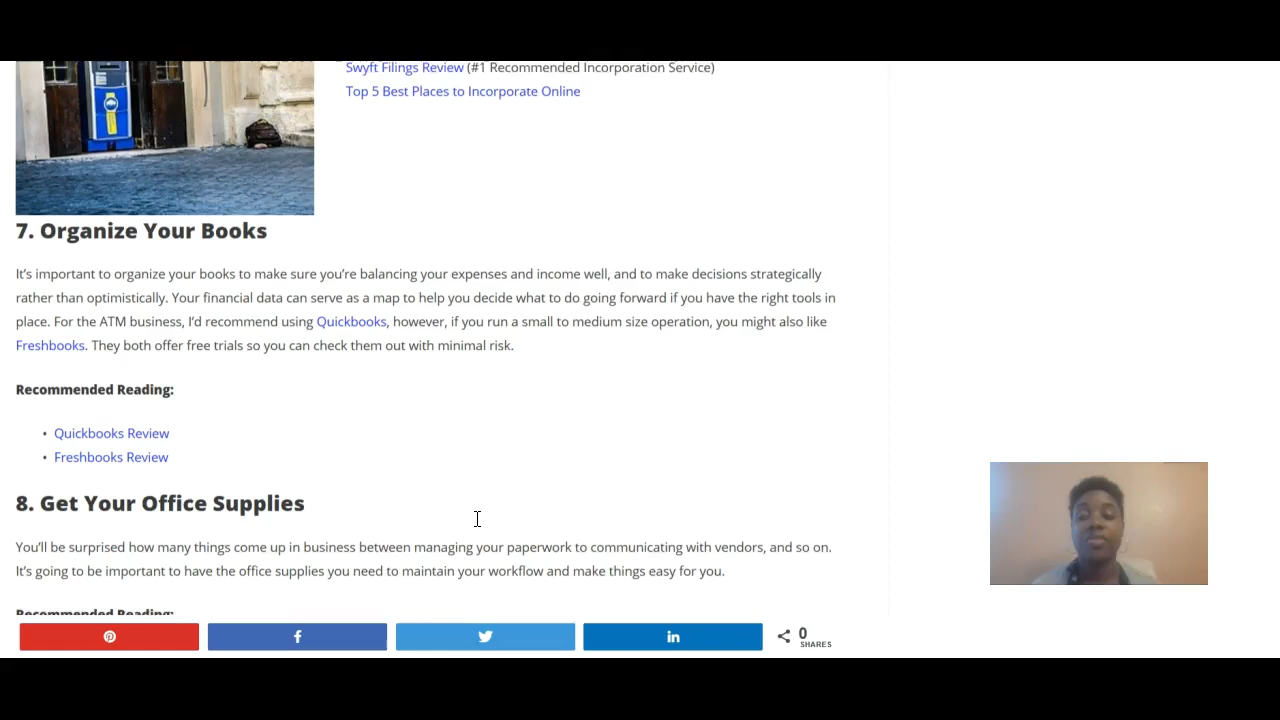 Swyft Filings Review (#1 Recommended Incorporation Service)
Top 5 Best Places to Incorporate Online
7. Organize Your Books
It’s important to organize your books to make sure you’re balancing your expenses and income well, and to make decisions strategically
rather than optimistically. Your financial data can serve as a map to help you decide what to do going forward if you have the right tools in
place. For the ATM business, I’d recommend using Quickbooks, however, if you run a small to medium size operation, you might also like
Freshbooks. They both offer free trials so you can check them out with minimal risk.
Recommended Reading:
• Quickbooks Review
• Freshbooks Review
8. Get Your Office Supplies
You’ll be surprised how many things come up in business between managing your paperwork to communicating with vendors, and so on.
It’s going to be important to have the office supplies you need to maintain your workflow and make things easy for you.
Recommended Reading:
0
SHARES